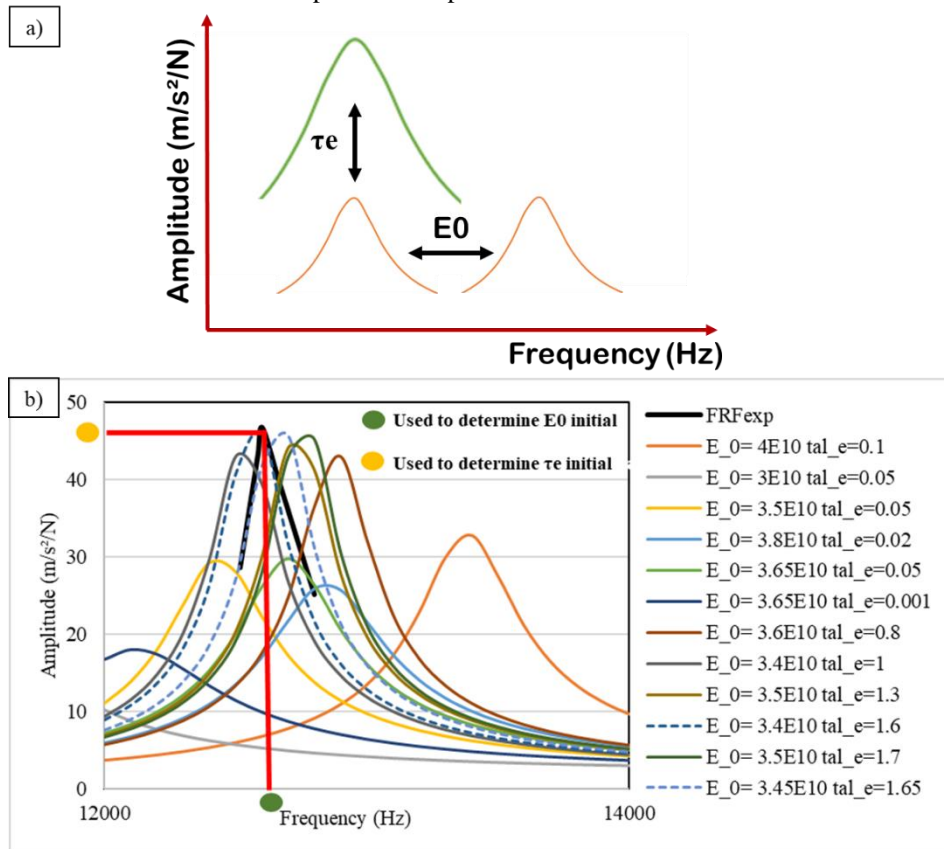 a)
Amplitude (m/s²/N)
τe
E0
Frequency (Hz)
b)
50
40
30
20
10
0
Amplitude (m/s²/N)
12000
Frequency (Hz)
14000
Used to determine E0 initial
Used to determine τe initial
FRFexp
E_0= 4E10 tal_e=0.1
E_0= 3E10 tal_e=0.05
E_0= 3.5E10 tal_e=0.05
E_0= 3.8E10 tal_e=0.02
E_0= 3.65E10 tal_e=0.05
E_0= 3.65E10 tal_e=0.001
E_0= 3.6E10 tal_e=0.8
E_0= 3.4E10 tal_e=1
E_0= 3.5E10 tal_e=1.3
E_0= 3.4E10 tal_e=1.6
E_0= 3.5E10 tal_e=1.7
E_0= 3.45E10 tal_e=1.65